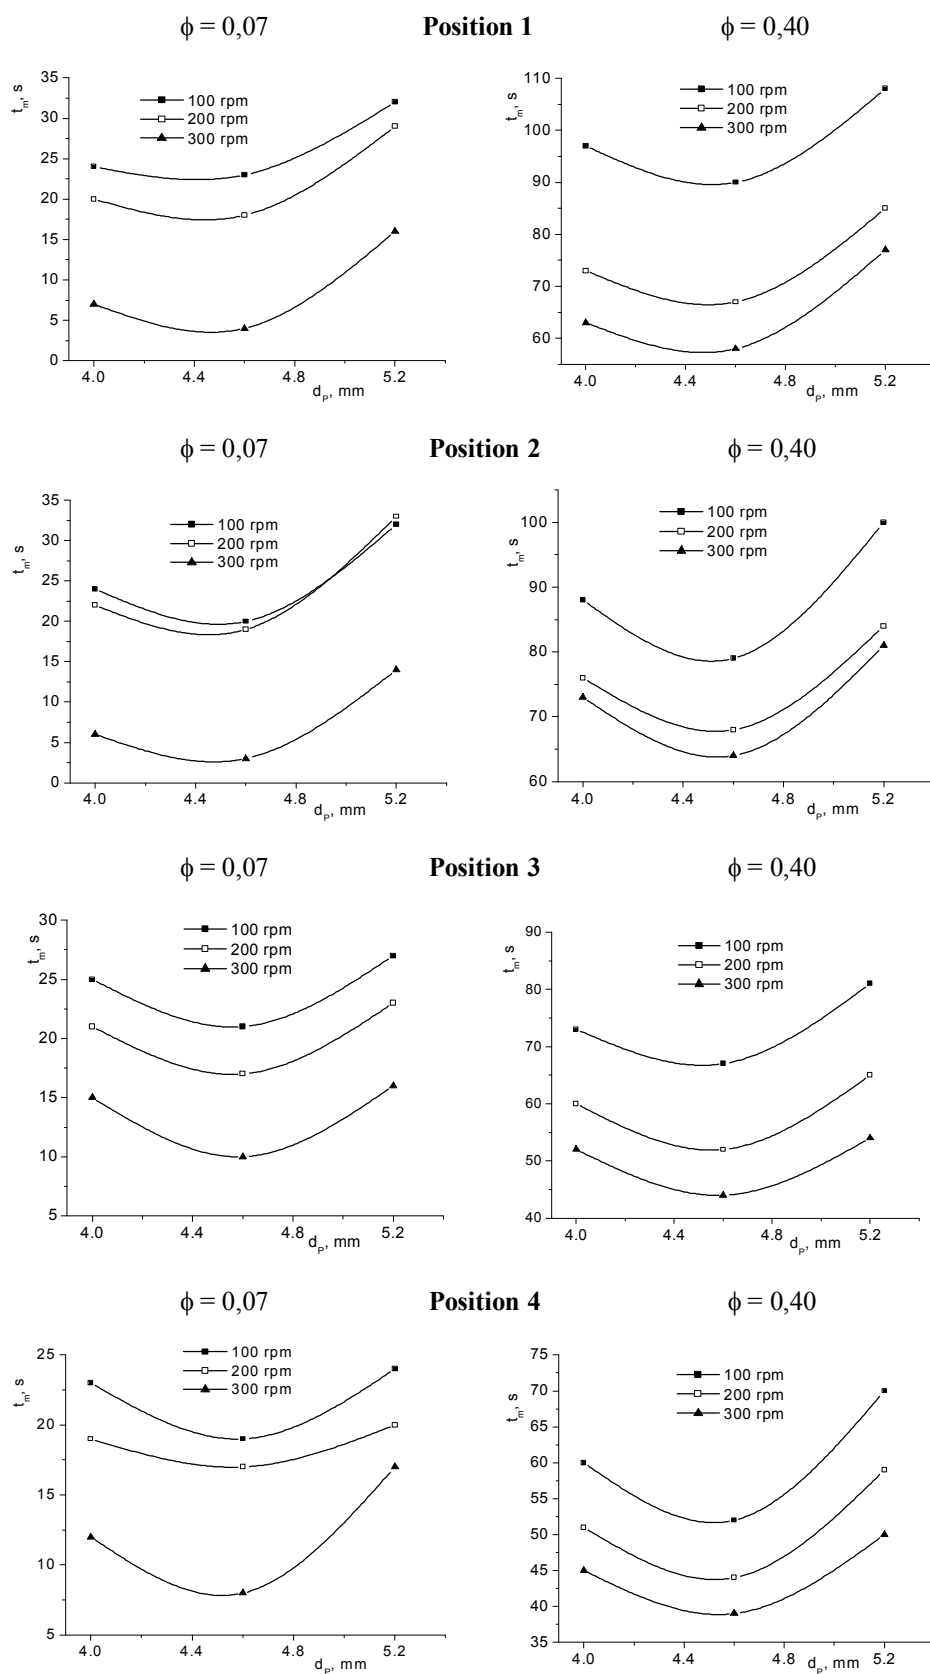 ϕ = 0,07 Position 1 ϕ = 0,40
35
30
25
20
15
10
5
0
t_m, s
100 rpm
200 rpm
300 rpm
4.0 4.4 4.8 5.2
d_P, mm
110
100
90
80
70
60
t_m, s
100 rpm
200 rpm
300 rpm
4.0 4.4 4.8 5.2
d_P, mm
ϕ = 0,07 Position 2 ϕ = 0,40
35
30
25
20
15
10
5
0
t_m, s
100 rpm
200 rpm
300 rpm
4.0 4.4 4.8 5.2
d_P, mm
100
90
80
70
60
t_m, s
100 rpm
200 rpm
300 rpm
4.0 4.4 4.8 5.2
d_P, mm
ϕ = 0,07 Position 3 ϕ = 0,40
30
25
20
15
10
5
t_m, s
100 rpm
200 rpm
300 rpm
4.0 4.4 4.8 5.2
d_P, mm
90
80
70
60
50
40
t_m, s
100 rpm
200 rpm
300 rpm
4.0 4.4 4.8 5.2
d_P, mm
ϕ = 0,07 Position 4 ϕ = 0,40
25
20
15
10
5
t_m, s
100 rpm
200 rpm
300 rpm
4.0 4.4 4.8 5.2
d_P, mm
75
70
65
60
55
50
45
40
35
t_m, s
100 rpm
200 rpm
300 rpm
4.0 4.4 4.8 5.2
d_P, mm